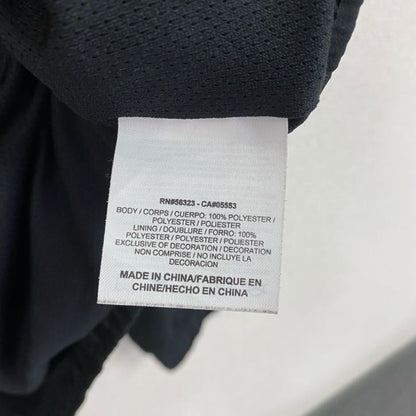 RN#56323 - CA#05553
BODY / CORPS / CUERPO: 100% POLYESTER /
POLYESTER / POLIESTER
LINING / DOUBLURE / FORRO: 100%
POLYESTER / POLYESTER / POLIESTER
EXCLUSIVE OF DECORATION / DECORATION
NON COMPRISE / NO INCLUYE LA
DECORACION
MADE IN CHINA/FABRIQUE EN
CHINE/HECHO EN CHINA